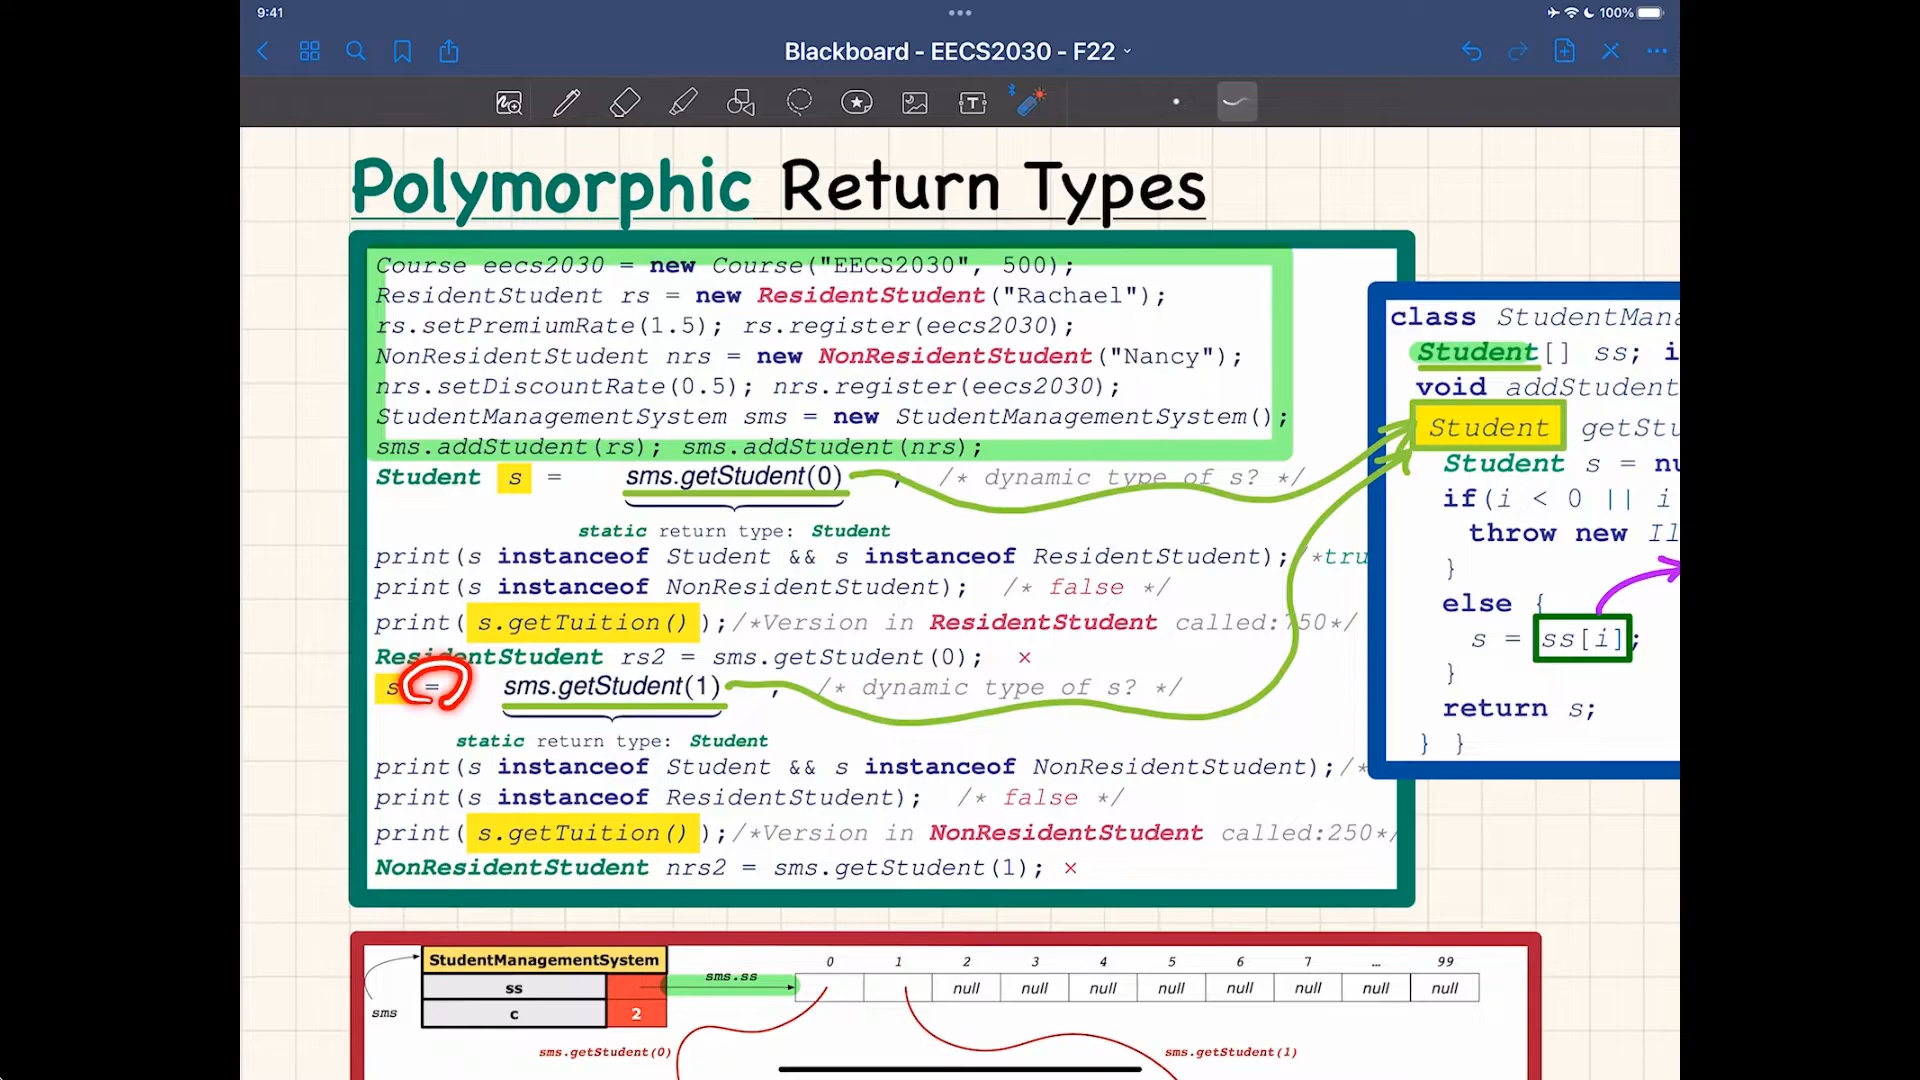 9:41
100%
Blackboard - EECS2030 - F22
Polymorphic Return Types
Course eecs2030 = new Course("EECS2030", 500);
ResidentStudent rs = new ResidentStudent("Rachael");
rs.setPremiumRate(1.5); rs.register(eecs2030);
NonResidentStudent nrs = new NonResidentStudent("Nancy");
nrs.setDiscountRate(0.5); nrs.register(eecs2030);
StudentManagementSystem sms = new StudentManagementSystem();
sms.addStudent(rs); sms.addStudent(nrs);
Student s = sms.getStudent(0) ; /* dynamic type of s? */
static return type: Student
print(s instanceof Student && s instanceof ResidentStudent);/*tru
print(s instanceof NonResidentStudent); /* false */
print( s.getTuition() );/*Version in ResidentStudent called:750*/
ResidentStudent rs2 = sms.getStudent(0); ×
s = sms.getStudent(1) ; /* dynamic type of s? */
static return type: Student
print(s instanceof Student && s instanceof NonResidentStudent);/*
print(s instanceof ResidentStudent); /* false */
print( s.getTuition() );/*Version in NonResidentStudent called:250*/
NonResidentStudent nrs2 = sms.getStudent(1); ×
class StudentMana
Student[] ss; i
void addStudent
Student getStu
Student s = nu
if(i < 0 || i
throw new Il
}
else {
s = ss[i];
}
return s;
} }
StudentManagementSystem
ss
c 2
sms
sms.ss
0 1 2 3 4 5 6 7 … 99
null null null null null null null null
sms.getStudent(0)
sms.getStudent(1)